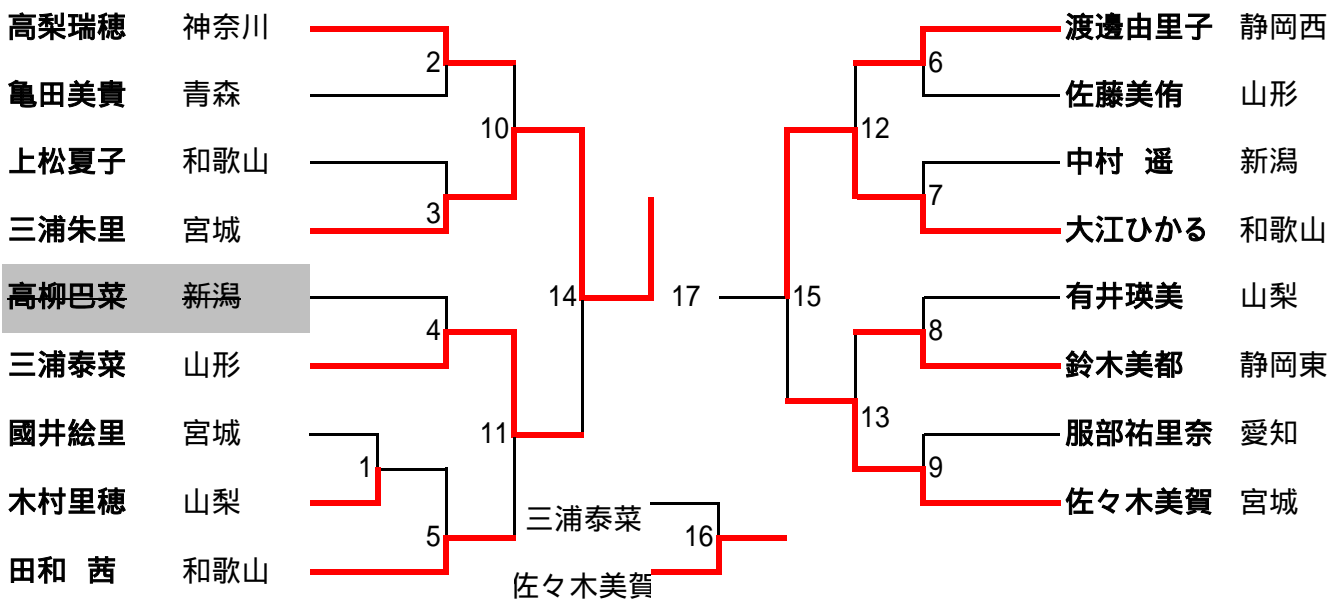 高梨瑞穂 神奈川
亀田美貴 青森
上松夏子 和歌山
三浦朱里 宮城
高柳巴菜 新潟
三浦泰菜 山形
國井絵里 宮城
木村里穂 山梨
田和 茜 和歌山
2
3
4
1
5
10
11
14
17
三浦泰菜
佐々木美賀
16
15
12
13
6
7
8
9
渡邊由里子 静岡西
佐藤美侑 山形
中村 遥 新潟
大江ひかる 和歌山
有井瑛美 山梨
鈴木美都 静岡東
服部祐里奈 愛知
佐々木美賀 宮城